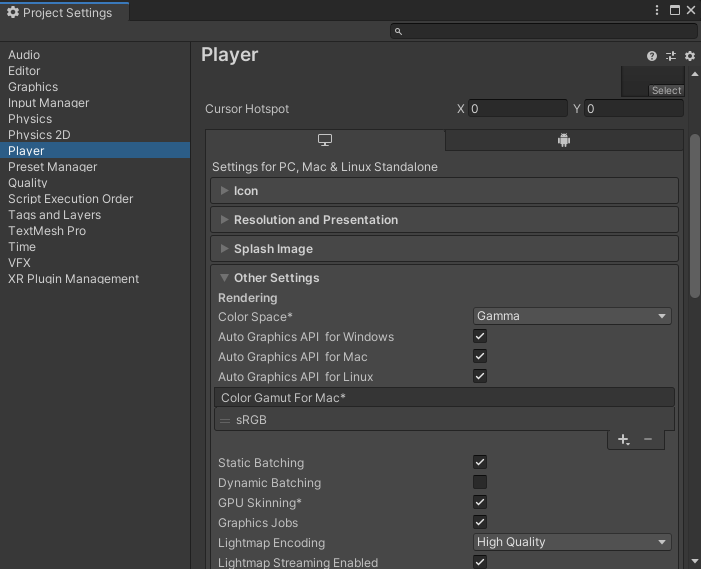 Project Settings
Audio
Editor
Graphics
Input Manager
Physics
Physics 2D
Player
Preset Manager
Quality
Script Execution Order
Tags and Layers
TextMesh Pro
Time
VFX
XR Plugin Management
Player
Select
Cursor Hotspot X 0 Y 0
Settings for PC, Mac & Linux Standalone
Icon
Resolution and Presentation
Splash Image
Other Settings
Rendering
Color Space* Gamma
Auto Graphics API for Windows
Auto Graphics API for Mac
Auto Graphics API for Linux
Color Gamut For Mac*
sRGB
Static Batching
Dynamic Batching
GPU Skinning*
Graphics Jobs
Lightmap Encoding High Quality
Lightmap Streaming Enabled